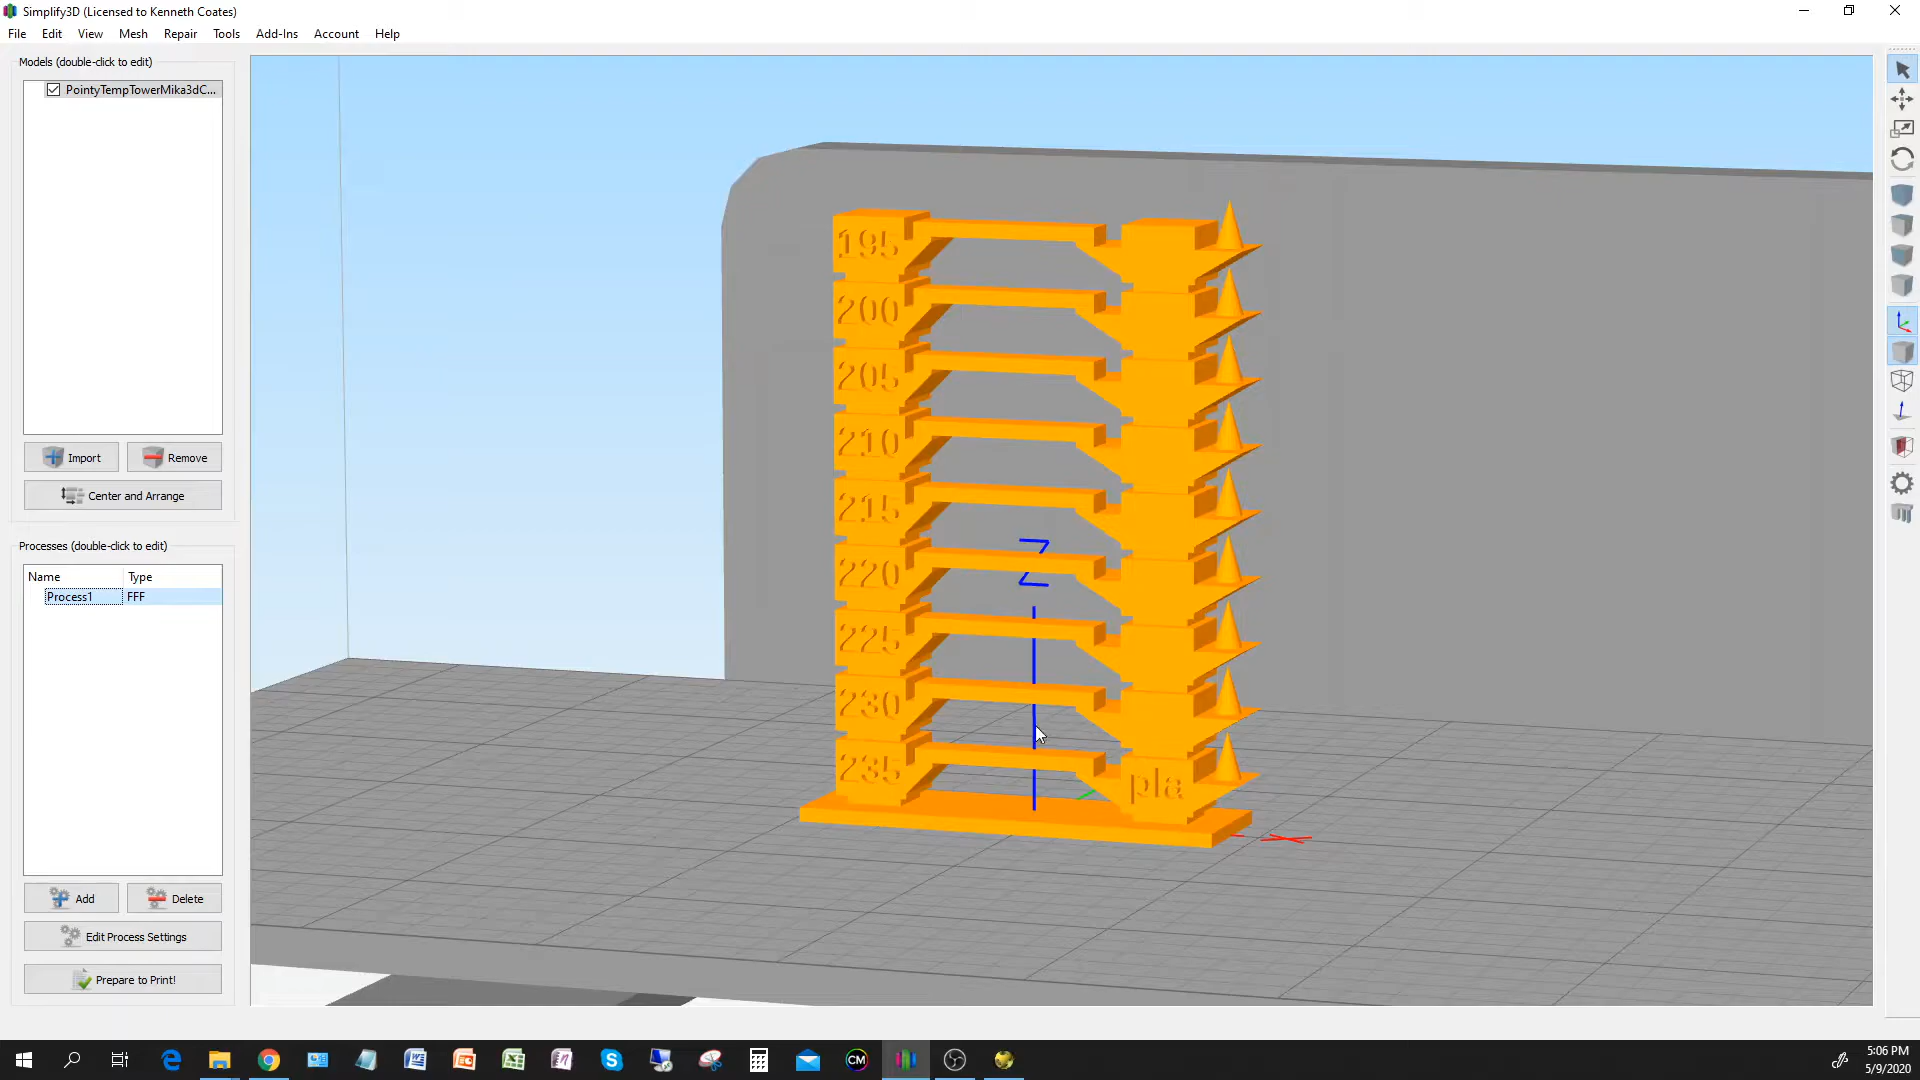 Simplify3D (Licensed to Kenneth Coates)
File Edit View Mesh Repair Tools Add-Ins Account Help
Models (double-click to edit)
PointyTempTowerMika3dC...
Import Remove
Center and Arrange
Processes (double-click to edit)
Name Type
Process1 FFF
Add Delete
Edit Process Settings
Prepare to Print!
195
200
205
210
215
Z
220
225
230
235
pla
CM
5:06 PM
5/9/2020